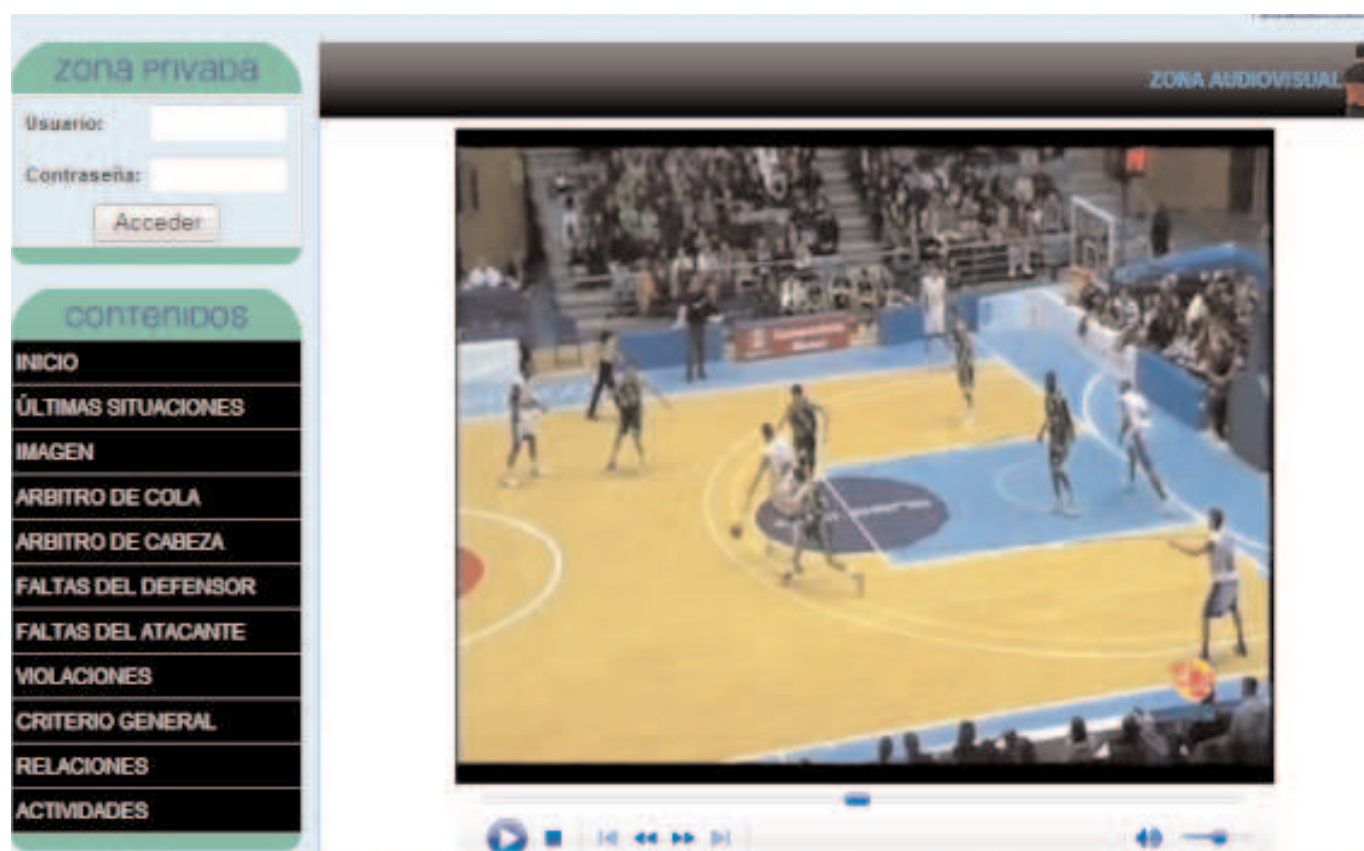 zona privada
Usuario:
Contraseña:
Acceder
contenidos
INICIO
ÚLTIMAS SITUACIONES
IMAGEN
ARBITRO DE COLA
ARBITRO DE CABEZA
FALTAS DEL DEFENSOR
FALTAS DEL ATACANTE
VIOLACIONES
CRITERIO GENERAL
RELACIONES
ACTIVIDADES
ZONA AUDIOVISUAL